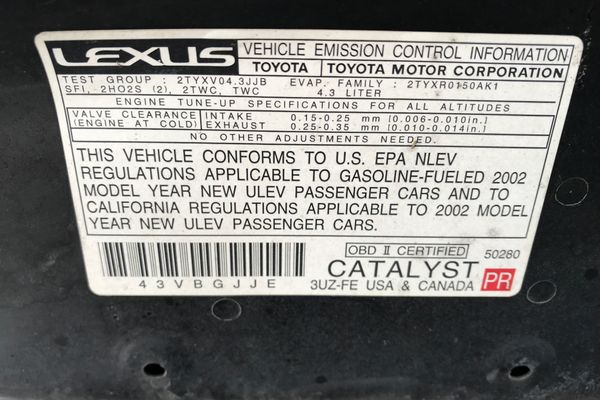 LEXUS
VEHICLE EMISSION CONTROL INFORMATION
TOYOTA TOYOTA MOTOR CORPORATION
TEST GROUP : 2TYXV04.3JJB EVAP. FAMILY : 2TYXR0150AK1
SFI, 2HO2S (2), 2TWC, TWC 4.3 LITER
ENGINE TUNE-UP SPECIFICATIONS FOR ALL ALTITUDES
VALVE CLEARANCE INTAKE 0.15-0.25 mm (0.006-0.010in.)
(ENGINE AT COLD) EXHAUST 0.25-0.35 mm (0.010-0.014in.)
NO OTHER ADJUSTMENTS NEEDED.
THIS VEHICLE CONFORMS TO U.S. EPA NLEV
REGULATIONS APPLICABLE TO GASOLINE-FUELED 2002
MODEL YEAR NEW ULEV PASSENGER CARS AND TO
CALIFORNIA REGULATIONS APPLICABLE TO 2002 MODEL
YEAR NEW ULEV PASSENGER CARS.
OBD II CERTIFIED 50280
CATALYST
43VBGJJE 3UZ-FE USA & CANADA PR